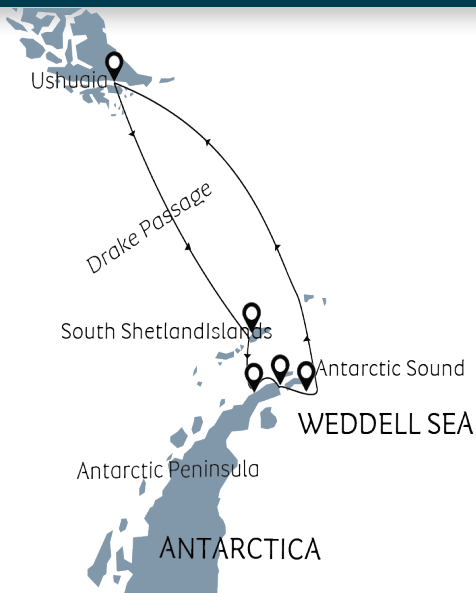 Ushuaia
Drake Passage
South ShetlandIslands
Antarctic Sound
WEDDELL SEA
Antarctic Peninsula
ANTARCTICA